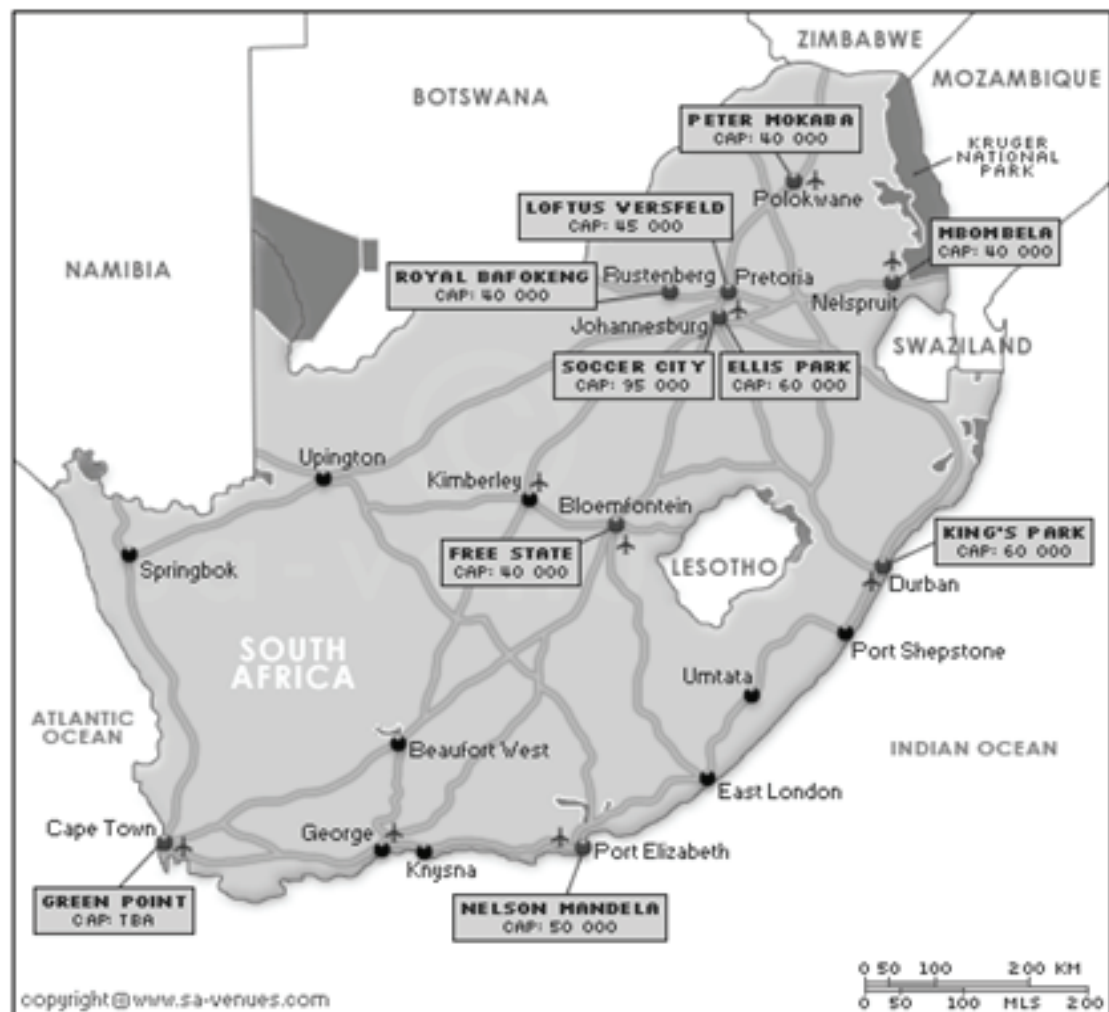 ZIMBABWE
MOZAMBIQUE
BOTSWANA
PETER MOKABA
CAP: 40 000
KRUGER
NATIONAL
PARK
Polokwane
LOFTUS VERSFELD
CAP: 45 000
MBOMBELA
CAP: 40 000
NAMIBIA
ROYAL BAFOKENG
CAP: 40 000
Rustenberg
Pretoria
Nelspruit
Johannesburg
SWAZILAND
SOCCER CITY
CAP: 95 000
ELLIS PARK
CAP: 60 000
Upington
Kimberley
Bloemfontein
KING'S PARK
CAP: 60 000
FREE STATE
CAP: 40 000
LESOTHO
Springbok
Durban
SOUTH
AFRICA
Port Shepstone
Umtata
ATLANTIC
OCEAN
Beaufort West
INDIAN OCEAN
East London
Cape Town
George
Knysna
Port Elizabeth
GREEN POINT
CAP: TBA
NELSON MANDELA
CAP: 50 000
0 50 100 200 KM
0 50 100 MLS 200
copyright@www.sa-venues.com